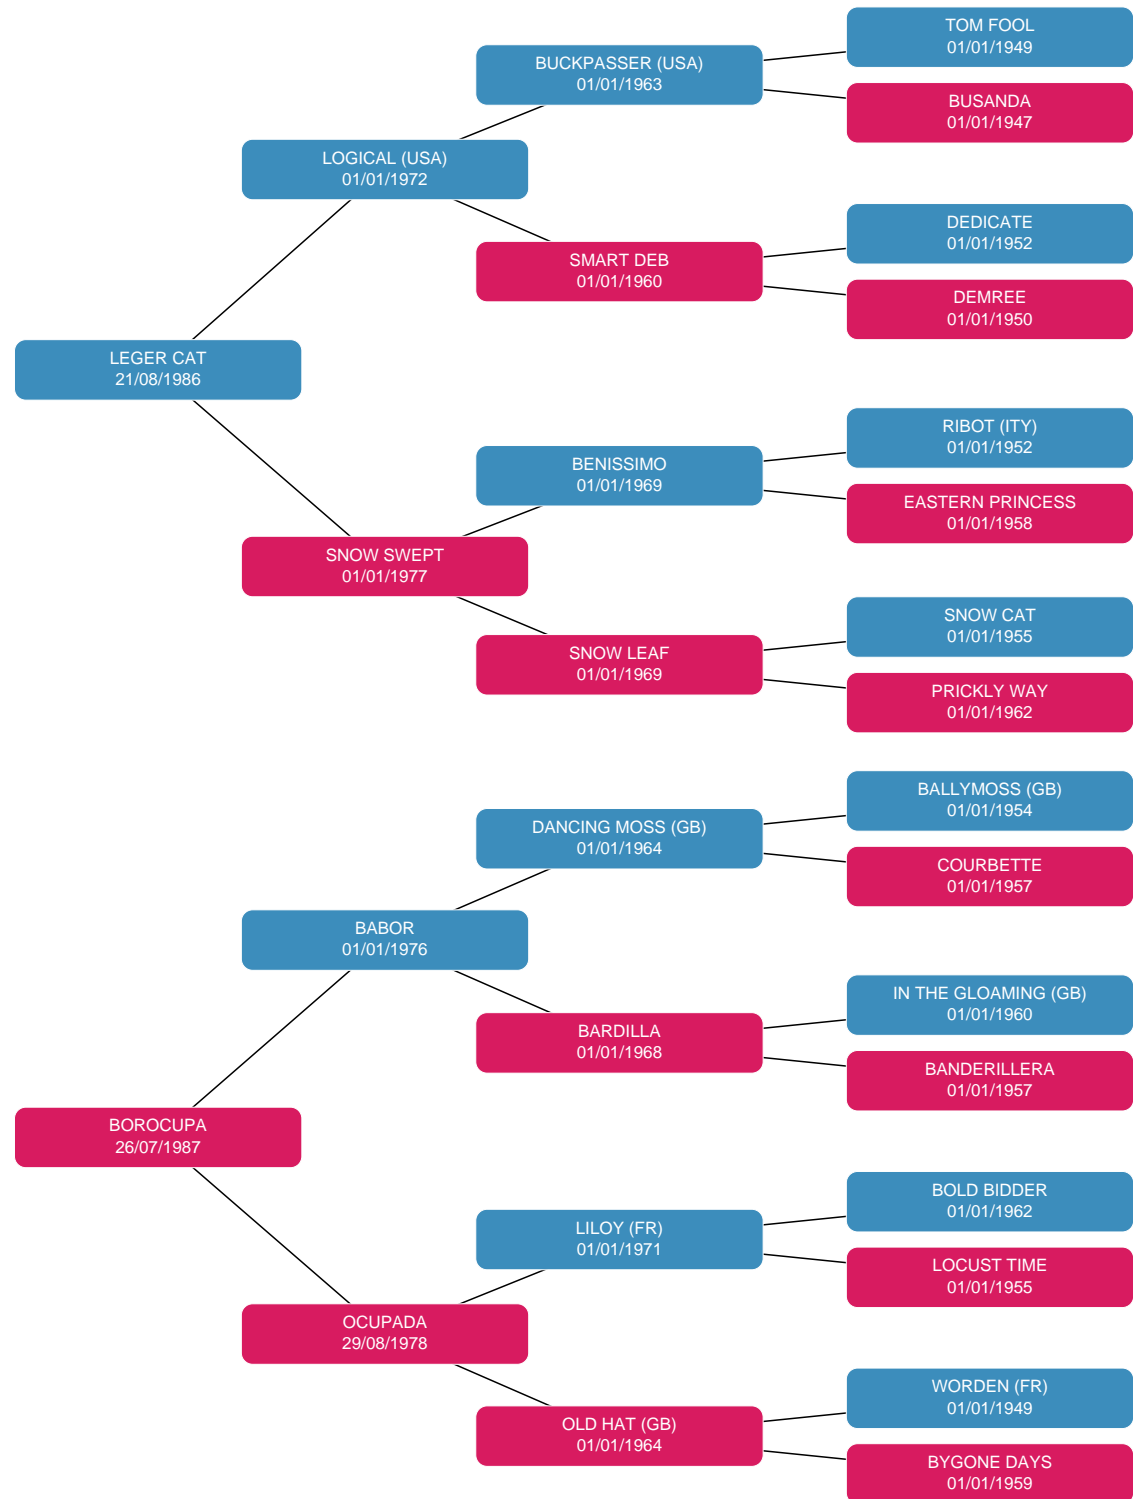 TOM FOOL
01/01/1949
BUCKPASSER (USA)
01/01/1963
BUSANDA
01/01/1947
LOGICAL (USA)
01/01/1972
DEDICATE
01/01/1952
SMART DEB
01/01/1960
DEMREE
01/01/1950
LEGER CAT
21/08/1986
RIBOT (ITY)
01/01/1952
BENISSIMO
01/01/1969
EASTERN PRINCESS
01/01/1958
SNOW SWEPT
01/01/1977
SNOW CAT
01/01/1955
SNOW LEAF
01/01/1969
PRICKLY WAY
01/01/1962
BALLYMOSS (GB)
01/01/1954
DANCING MOSS (GB)
01/01/1964
COURBETTE
01/01/1957
BABOR
01/01/1976
IN THE GLOAMING (GB)
01/01/1960
BARDILLA
01/01/1968
BANDERILLERA
01/01/1957
BOROCUPA
26/07/1987
BOLD BIDDER
01/01/1962
LILOY (FR)
01/01/1971
LOCUST TIME
01/01/1955
OCUPADA
29/08/1978
WORDEN (FR)
01/01/1949
OLD HAT (GB)
01/01/1964
BYGONE DAYS
01/01/1959